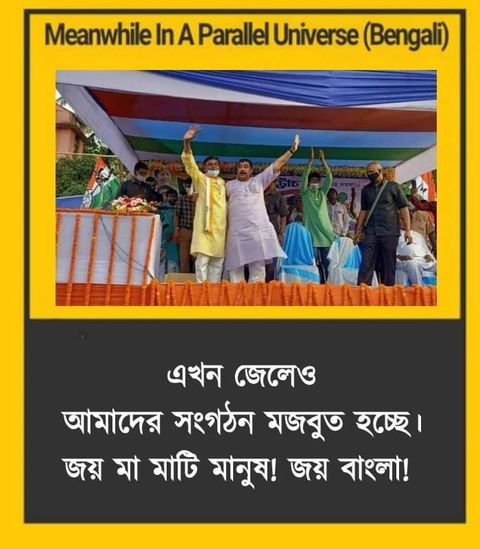 Meanwhile In A Parallel Universe (Bengali)
এখন জেলেও
আমাদের সংগঠন মজবুত হচ্ছে।
জয় মা মাটি মানুষ! জয় বাংলা!